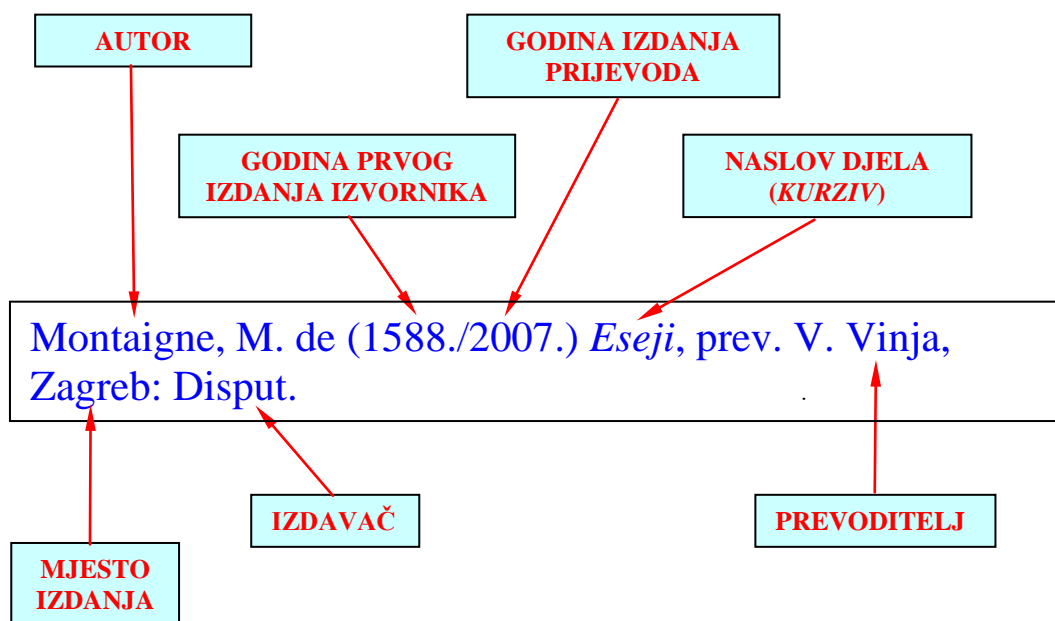 AUTOR
GODINA IZDANJA
PRIJEVODA
GODINA PRVOG
IZDANJA IZVORNIKA
NASLOV DJELA
(KURZIV)
Montaigne, M. de (1588./2007.) Eseji, prev. V. Vinja,
Zagreb: Disput.
.
IZDAVAČ
PREVODITELJ
MJESTO
IZDANJA